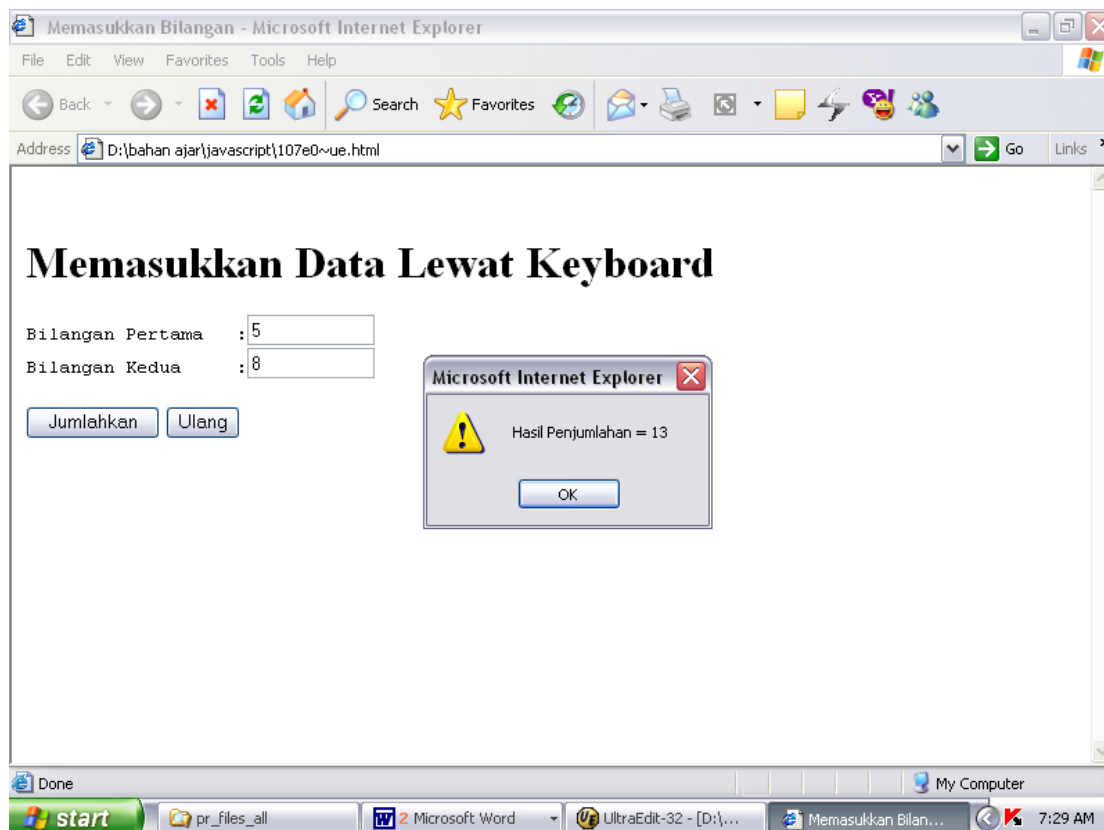 Memasukkan Bilangan - Microsoft Internet Explorer
File Edit View Favorites Tools Help
Back Search Favorites
Address D:\bahan ajar\javascript\107e0~ue.html Go Links
Memasukkan Data Lewat Keyboard
Bilangan Pertama :5
Bilangan Kedua :8
Jumlahkan Ulang
Microsoft Internet Explorer
Hasil Penjumlahan = 13
OK
Done My Computer
start pr_files_all 2 Microsoft Word UltraEdit-32 - [D:\... Memasukkan Bilan... 7:29 AM